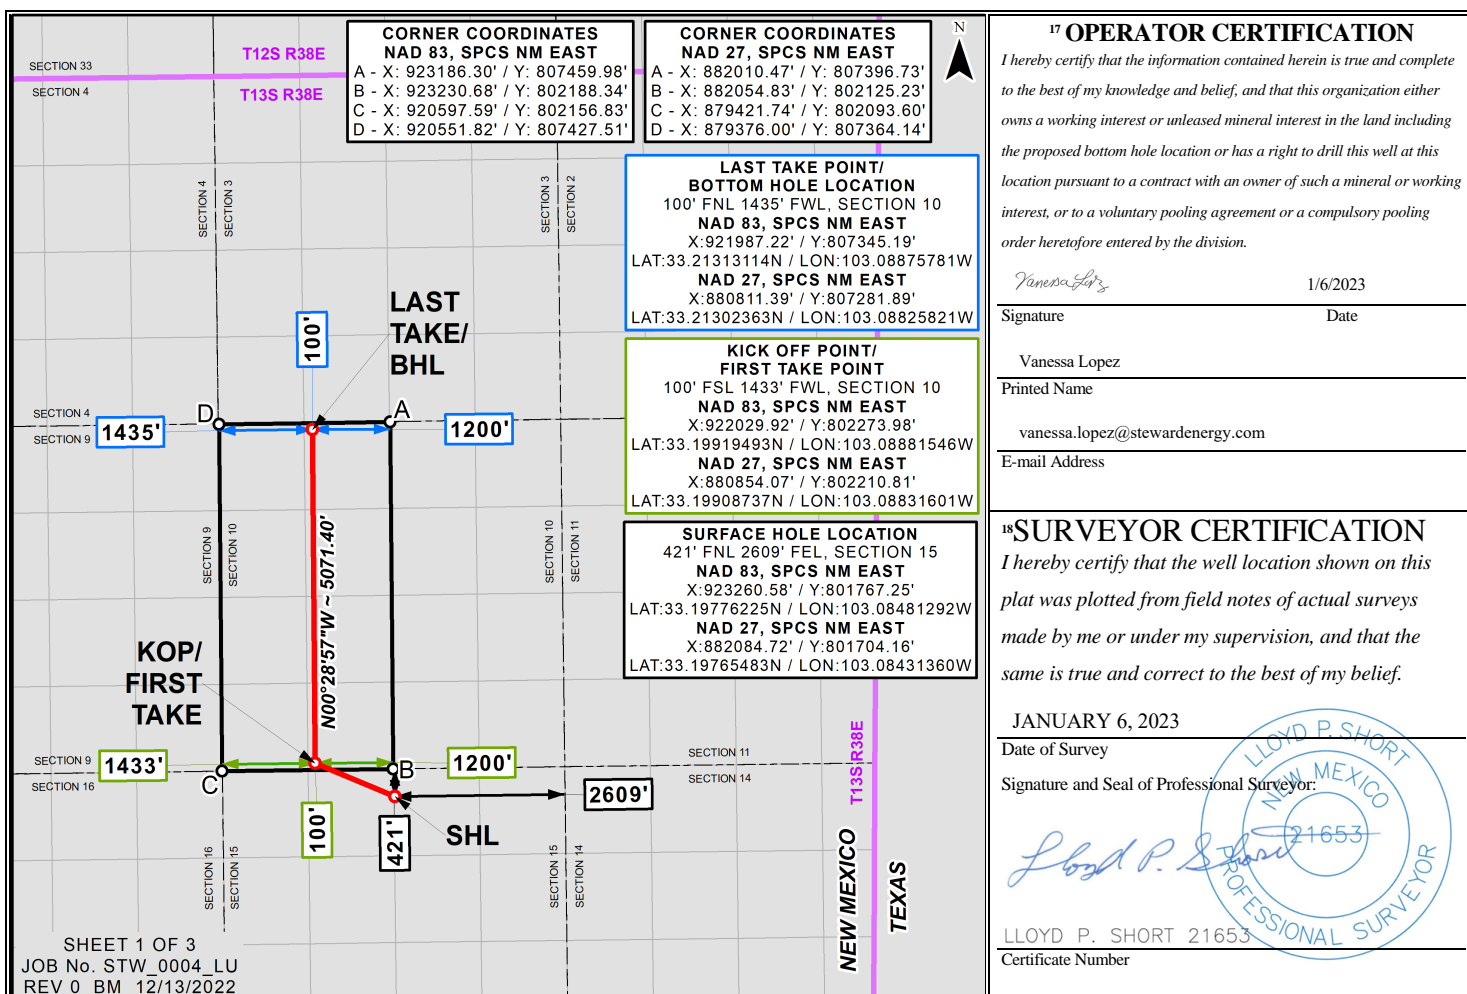 CORNER COORDINATES
NAD 83, SPCS NM EAST
A - X: 923186.30' / Y: 807459.98'
B - X: 923230.68' / Y: 802188.34'
C - X: 920597.59' / Y: 802156.83'
D - X: 920551.82' / Y: 807427.51'
CORNER COORDINATES
NAD 27, SPCS NM EAST
A - X: 882010.47' / Y: 807396.73'
B - X: 882054.83' / Y: 802125.23'
C - X: 879421.74' / Y: 802093.60'
D - X: 879376.00' / Y: 807364.14'
N
T12S R38E
T13S R38E
SECTION 33
SECTION 4
SECTION 4
SECTION 3
SECTION 3
SECTION 2
LAST TAKE POINT/
BOTTOM HOLE LOCATION
100' FNL 1435' FWL, SECTION 10
NAD 83, SPCS NM EAST
X:921987.22' / Y:807345.19'
LAT:33.21313114N / LON:103.08875781W
NAD 27, SPCS NM EAST
X:880811.39' / Y:807281.89'
LAT:33.21302363N / LON:103.08825821W
KICK OFF POINT/
FIRST TAKE POINT
100' FSL 1433' FWL, SECTION 10
NAD 83, SPCS NM EAST
X:922029.92' / Y:802273.98'
LAT:33.19919493N / LON:103.08881546W
NAD 27, SPCS NM EAST
X:880854.07' / Y:802210.81'
LAT:33.19908737N / LON:103.08831601W
SURFACE HOLE LOCATION
421' FNL 2609' FEL, SECTION 15
NAD 83, SPCS NM EAST
X:923260.58' / Y:801767.25'
LAT:33.19776225N / LON:103.08481292W
NAD 27, SPCS NM EAST
X:882084.72' / Y:801704.16'
LAT:33.19765483N / LON:103.08431360W
LAST
TAKE/
BHL
100'
SECTION 4
SECTION 9
D
A
1435'
1200'
SECTION 9
SECTION 10
SECTION 10
SECTION 11
N00°28'57"W ~ 5071.40'
KOP/
FIRST
TAKE
SECTION 9
SECTION 16
1433'
C
B
1200'
SECTION 11
SECTION 14
2609'
100'
421'
SHL
SECTION 16
SECTION 15
SECTION 15
SECTION 14
T13S R38E
NEW MEXICO
TEXAS
SHEET 1 OF 3
JOB No. STW_0004_LU
REV 0 BM 12/13/2022
17 OPERATOR CERTIFICATION
I hereby certify that the information contained herein is true and complete
to the best of my knowledge and belief, and that this organization either
owns a working interest or unleased mineral interest in the land including
the proposed bottom hole location or has a right to drill this well at this
location pursuant to a contract with an owner of such a mineral or working
interest, or to a voluntary pooling agreement or a compulsory pooling
order heretofore entered by the division.
Vanessa Lopez 1/6/2023
Signature Date
Vanessa Lopez
Printed Name
vanessa.lopez@stewardenergy.com
E-mail Address
18SURVEYOR CERTIFICATION
I hereby certify that the well location shown on this
plat was plotted from field notes of actual surveys
made by me or under my supervision, and that the
same is true and correct to the best of my belief.
JANUARY 6, 2023
Date of Survey
Signature and Seal of Professional Surveyor:
LLOYD P. SHORT
NEW MEXICO
21653
PROFESSIONAL SURVEYOR
Lloyd P. Short
LLOYD P. SHORT 21653
Certificate Number